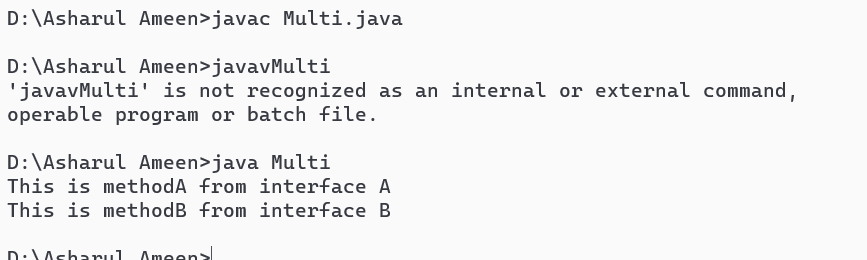 D:\Asharul Ameen>javac Multi.java
D:\Asharul Ameen>javavMulti
'javavMulti' is not recognized as an internal or external command,
operable program or batch file.
D:\Asharul Ameen>java Multi
This is methodA from interface A
This is methodB from interface B
D:\Asharul Ameen>